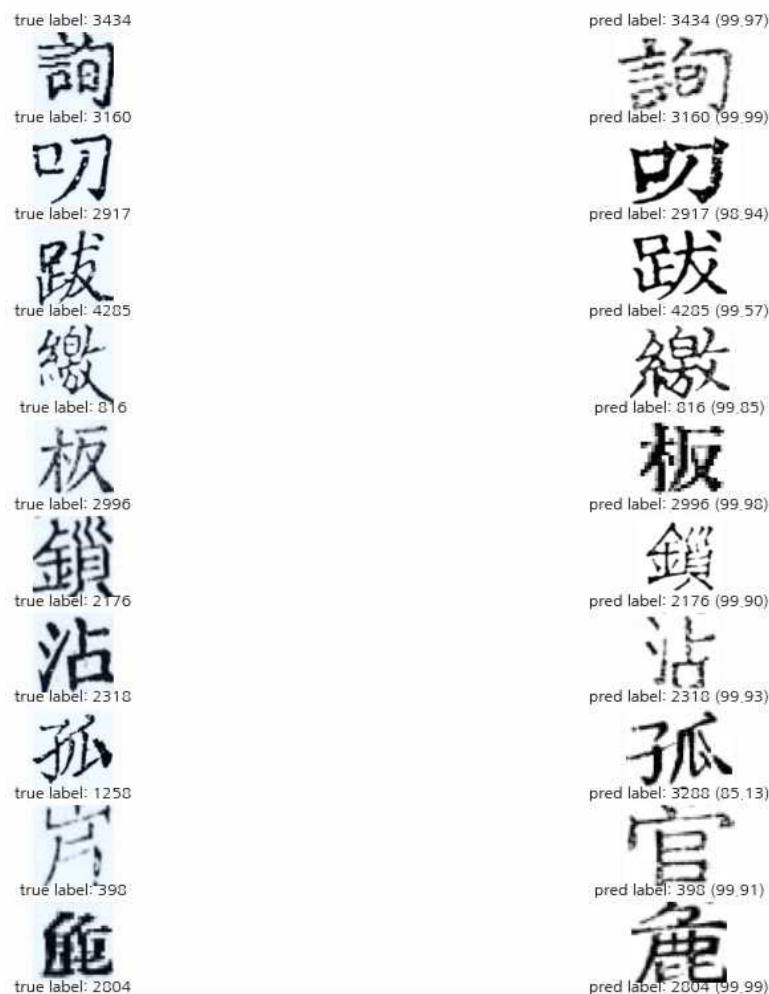 true label: 3434 pred label: 3434 (99.97)
詢 詢
true label: 3160 pred label: 3160 (99.99)
叨 叨
true label: 2917 pred label: 2917 (98.94)
跋 跋
true label: 4285 pred label: 4285 (99.57)
繳 繳
true label: 816 pred label: 816 (99.85)
板 板
true label: 2996 pred label: 2996 (99.98)
鎖 鎖
true label: 2176 pred label: 2176 (99.90)
沾 沾
true label: 2318 pred label: 2318 (99.93)
孤 孤
true label: 1258 pred label: 3288 (85.13)
官
true label: 398 pred label: 398 (99.91)
true label: 2804 pred label: 2804 (99.99)